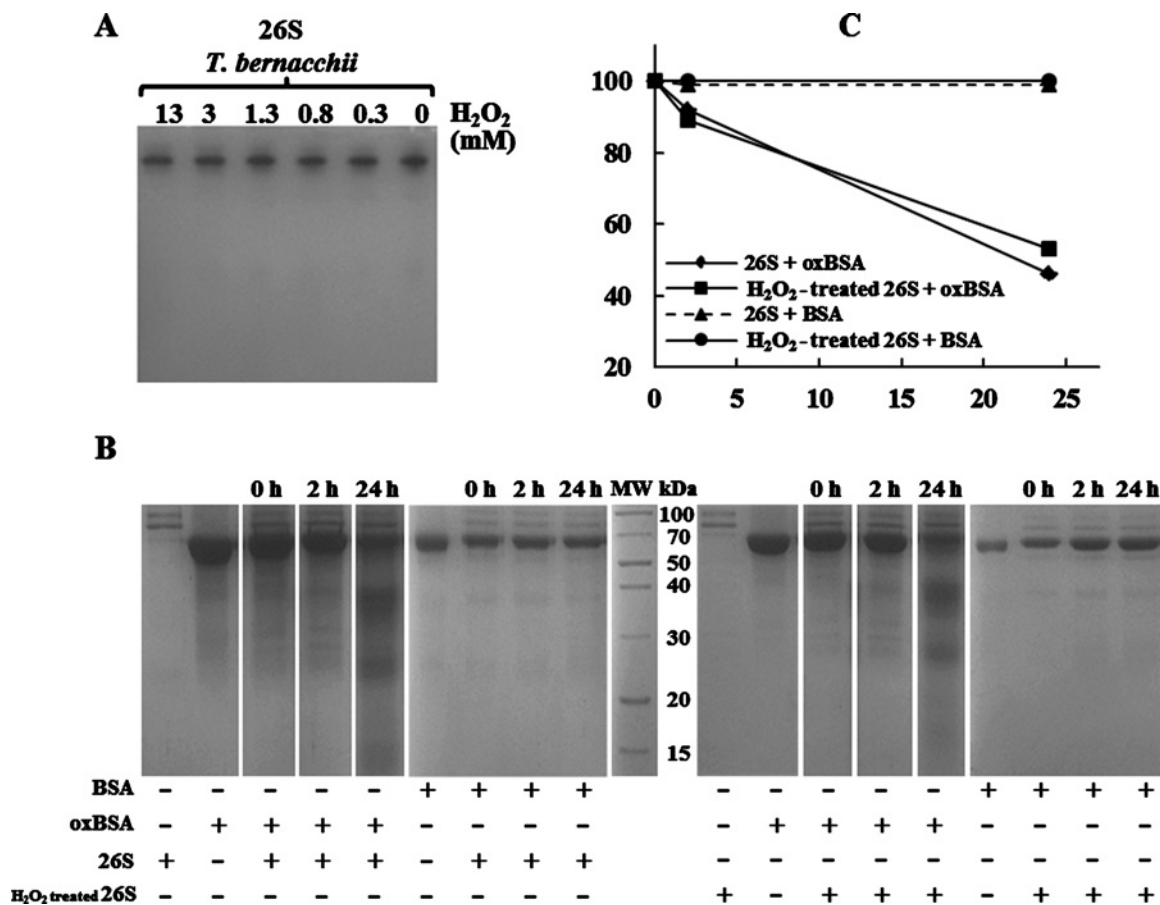 A
26S
T. bernacchii
13 3 1.3 0.8 0.3 0 H₂O₂
(mM)
C
100
80
60
40
20
26S + oxBSA
H₂O₂-treated 26S + oxBSA
26S + BSA
H₂O₂-treated 26S + BSA
0 5 10 15 20 25
B
0 h 2 h 24 h 0 h 2 h 24 h MW kDa 0 h 2 h 24 h 0 h 2 h 24 h
100
70
50
40
30
20
15
BSA – – – – – + + + + – – – – – + + + +
oxBSA – + + + + – – – – – + + + + – – – –
26S + – + + + – + + + – – – – – – – – –
H₂O₂ treated 26S – – – – – – – – – + – + + + – + + +